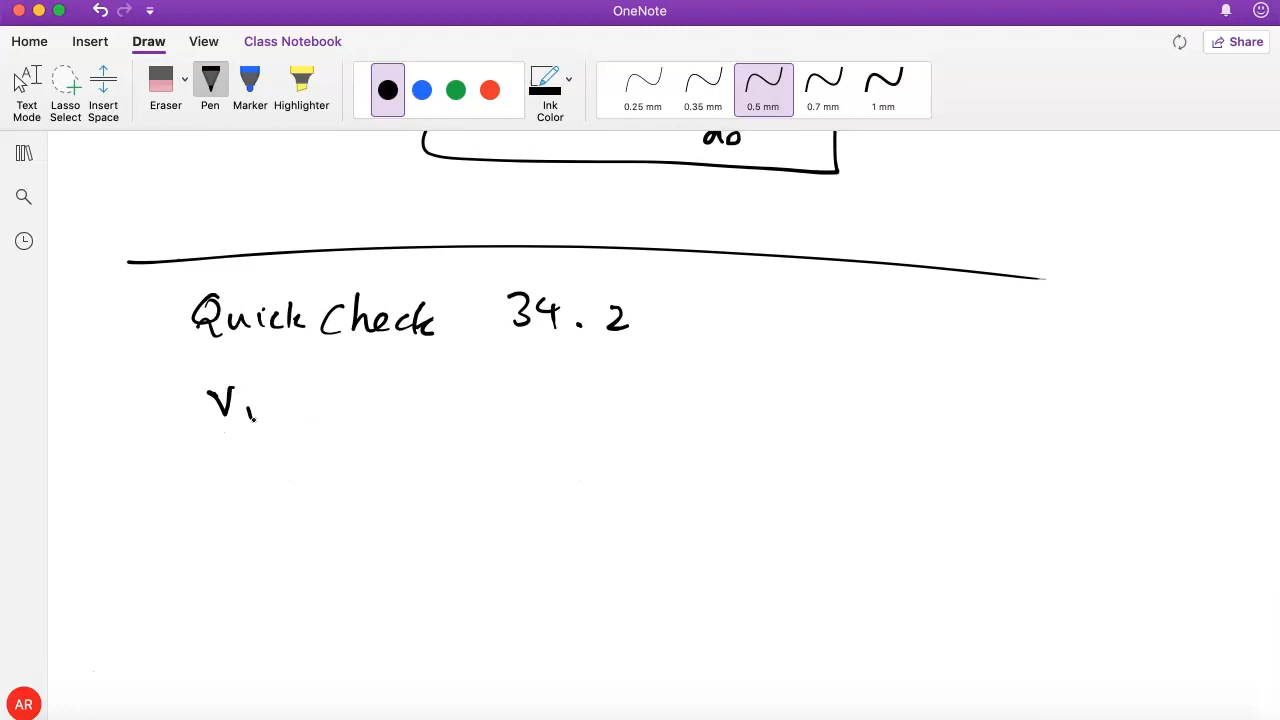 OneNote
Home Insert Draw View Class Notebook Share
Text Mode Lasso Select Insert Space Eraser Pen Marker Highlighter Ink Color 0.25 mm 0.35 mm 0.5 mm 0.7 mm 1 mm
do
Quick Check 34.2
V
AR